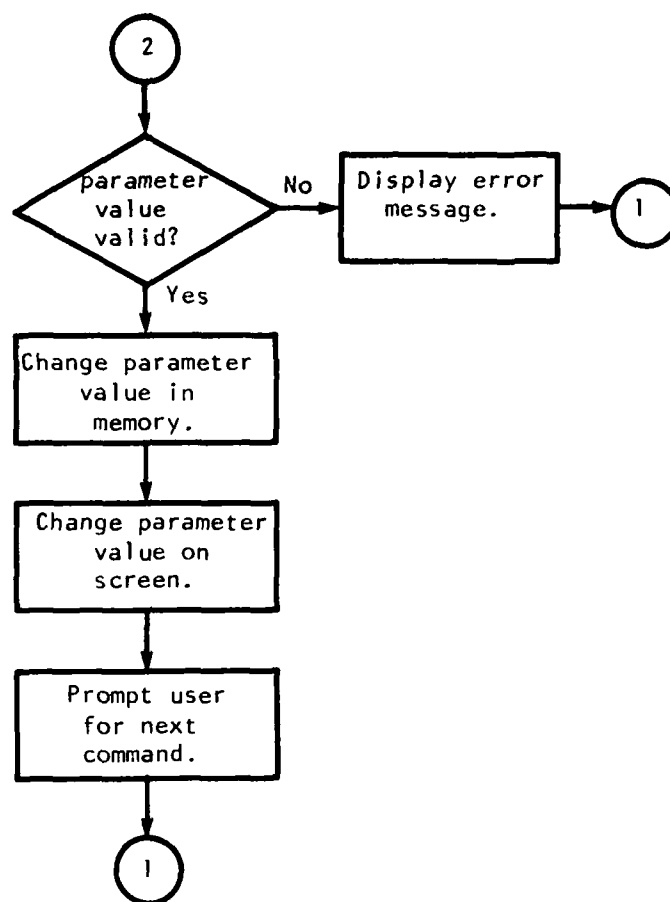 2
parameter
value
valid?
No
Display error
message.
1
Yes
Change parameter
value in
memory.
Change parameter
value on
screen.
Prompt user
for next
command.
1